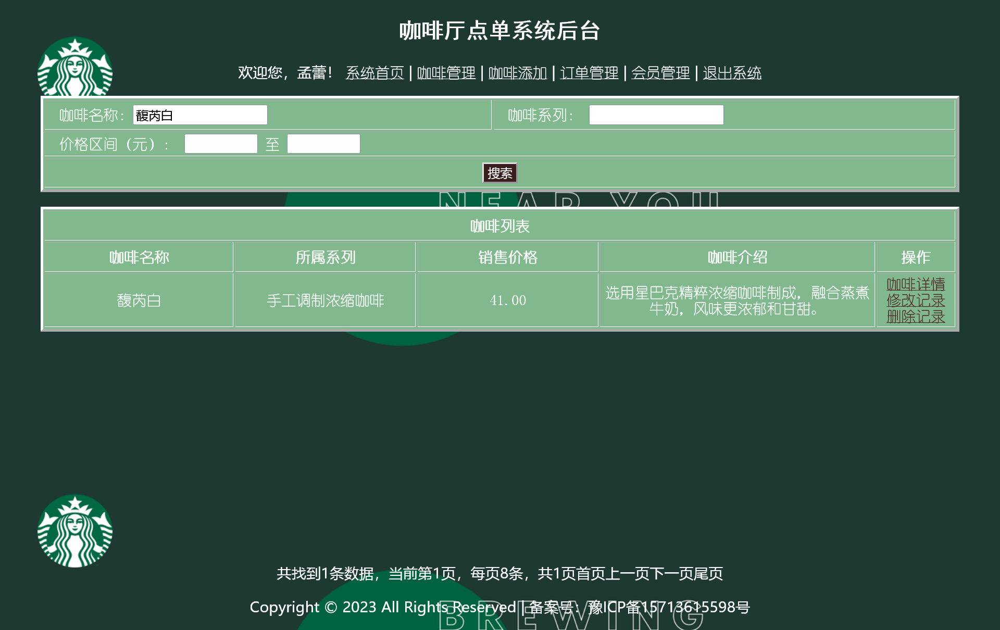 咖啡厅点单系统后台
欢迎您，孟蕾！ 系统首页 | 咖啡管理 | 咖啡添加 | 订单管理 | 会员管理 | 退出系统
咖啡名称： 馥芮白 咖啡系列：
价格区间（元）： 至
搜索
NEAR YOU
咖啡列表
咖啡名称 所属系列 销售价格 咖啡介绍 操作
馥芮白 手工调制浓缩咖啡 41.00 选用星巴克精粹浓缩咖啡制成，融合蒸煮
牛奶，风味更浓郁和甘甜。
咖啡详情
修改记录
删除记录
共找到1条数据，当前第1页，每页8条，共1页首页上一页下一页尾页
Copyright © 2023 All Rights Reserved | 备案号：豫ICP备15713615598号
BREWING